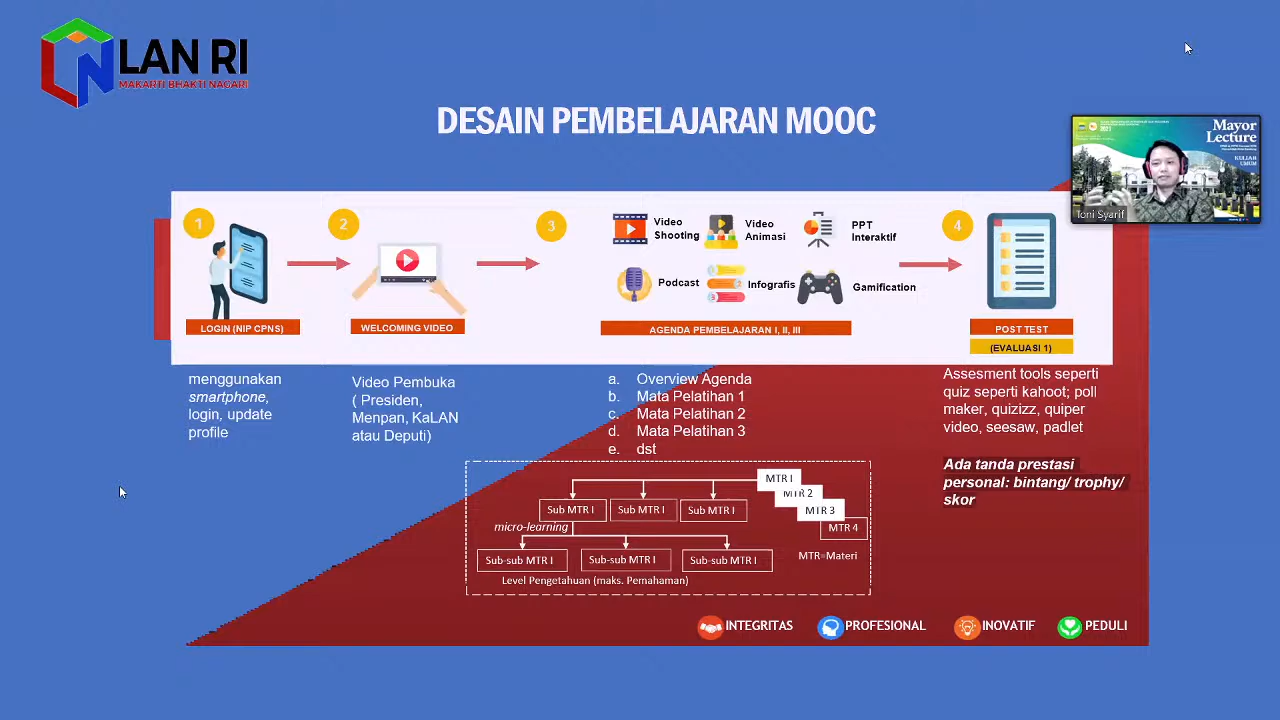 LAN RI
MAKARTI BHAKTI NAGARI
DESAIN PEMBELAJARAN MOOC
Mayor
Lecture
KULIAH
UMUM
2021
Toni Syarif
1
2
3
4
Video
Shooting
Video
Animasi
PPT
Interaktif
Podcast
Infografis
Gamification
LOGIN (NIP CPNS)
WELCOMING VIDEO
AGENDA PEMBELAJARAN I, II, III
POST TEST
(EVALUASI 1)
menggunakan
smartphone,
login, update
profile
Video Pembuka
( Presiden,
Menpan, KaLAN
atau Deputi)
a. Overview Agenda
b. Mata Pelatihan 1
c. Mata Pelatihan 2
d. Mata Pelatihan 3
e. dst
Assesment tools seperti
quiz seperti kahoot; poll
maker, quizizz, quiper
video, seesaw, padlet
Ada tanda prestasi
personal: bintang/ trophy/
skor
MTR I
MTR 2
MTR 3
MTR 4
Sub MTR I
Sub MTR I
Sub MTR I
micro-learning
Sub-sub MTR I
Sub-sub MTR I
Sub-sub MTR I
MTR=Materi
Level Pengetahuan (maks. Pemahaman)
INTEGRITAS
PROFESIONAL
INOVATIF
PEDULI